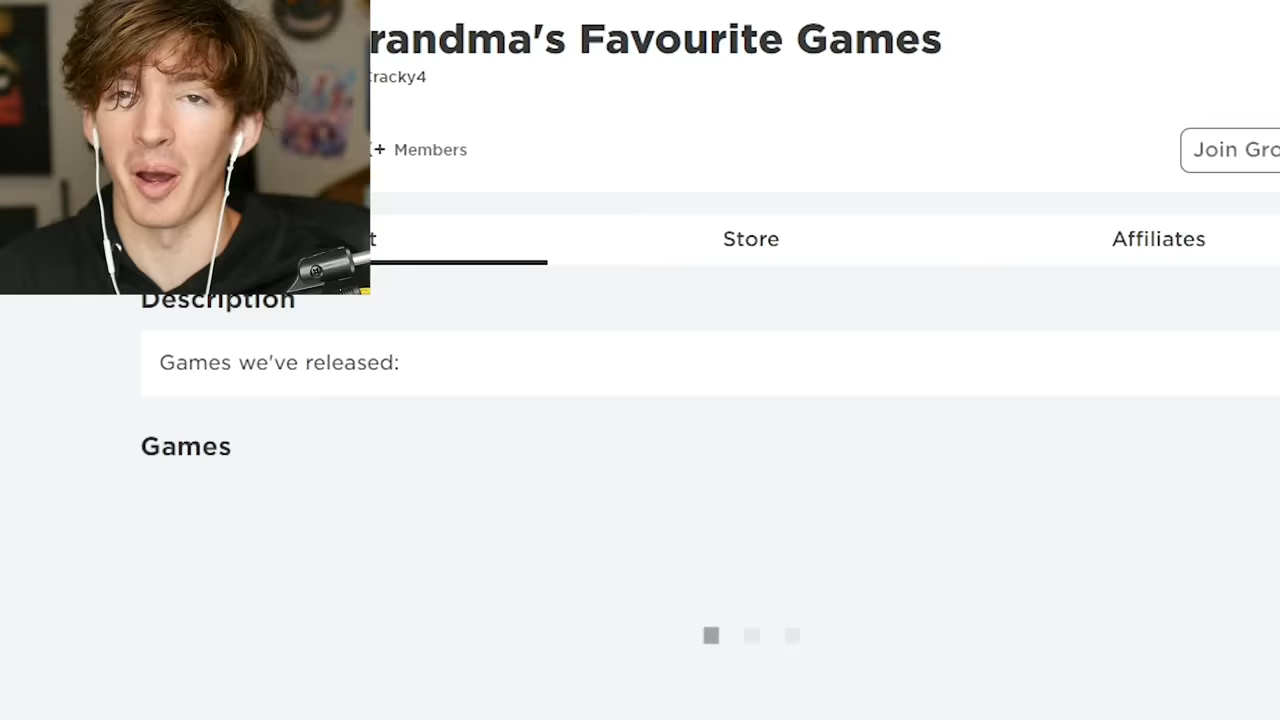 randma's Favourite Games
racky4
+ Members
Join Gro
t
Store
Affiliates
Description
Games we've released:
Games